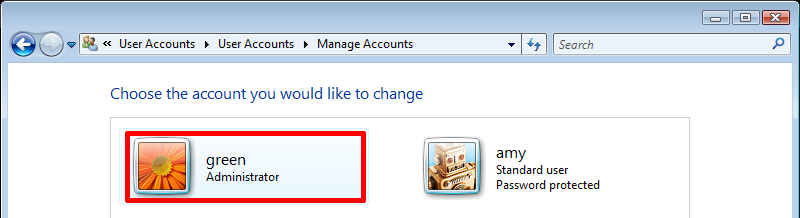 « User Accounts User Accounts Manage Accounts Search
Choose the account you would like to change
green
Administrator
amy
Standard user
Password protected